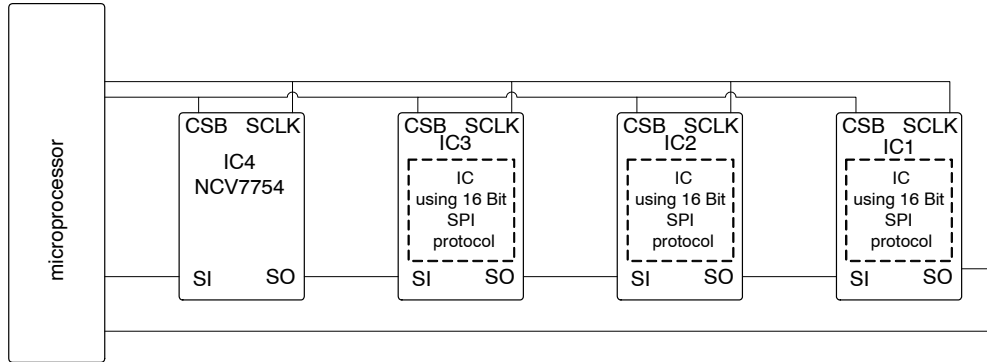 microprocessor
CSB SCLK
IC4
NCV7754
SI SO
CSB SCLK
IC3
IC
using 16 Bit
SPI
protocol
SI SO
CSB SCLK
IC2
IC
using 16 Bit
SPI
protocol
SI SO
CSB SCLK
IC1
IC
using 16 Bit
SPI
protocol
SI SO